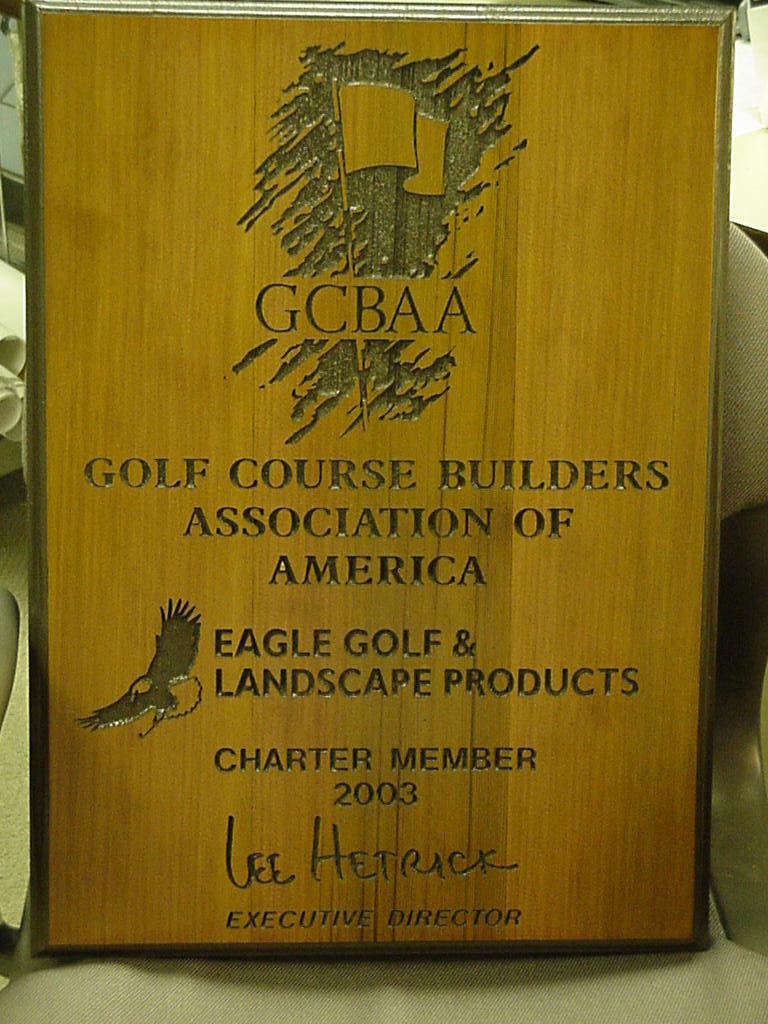 GCBAA
GOLF COURSE BUILDERS
ASSOCIATION OF
AMERICA
EAGLE GOLF &
LANDSCAPE PRODUCTS
CHARTER MEMBER
2003
LEE HETRICK
EXECUTIVE DIRECTOR